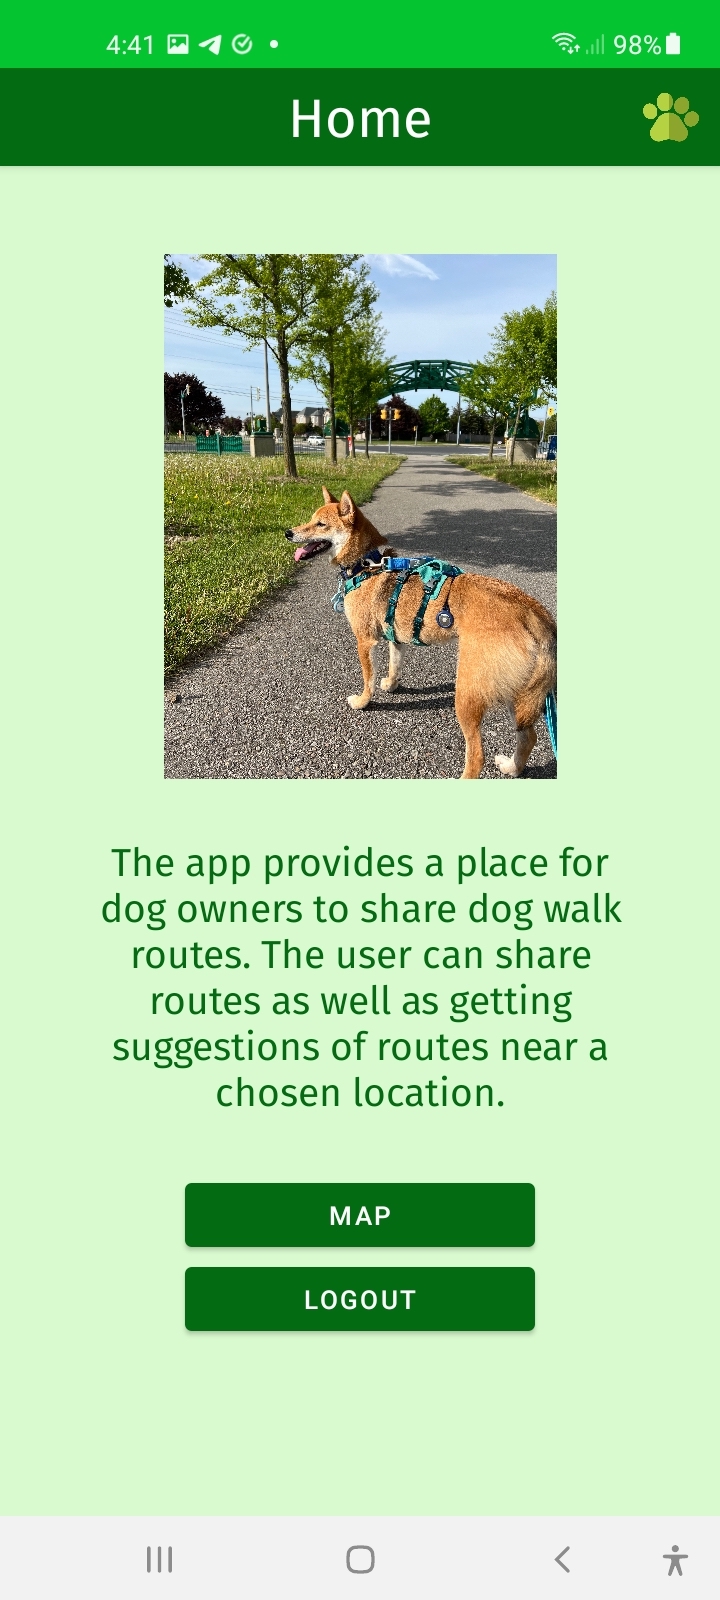 4:41 98%
Home
The app provides a place for
dog owners to share dog walk
routes. The user can share
routes as well as getting
suggestions of routes near a
chosen location.
MAP
LOGOUT